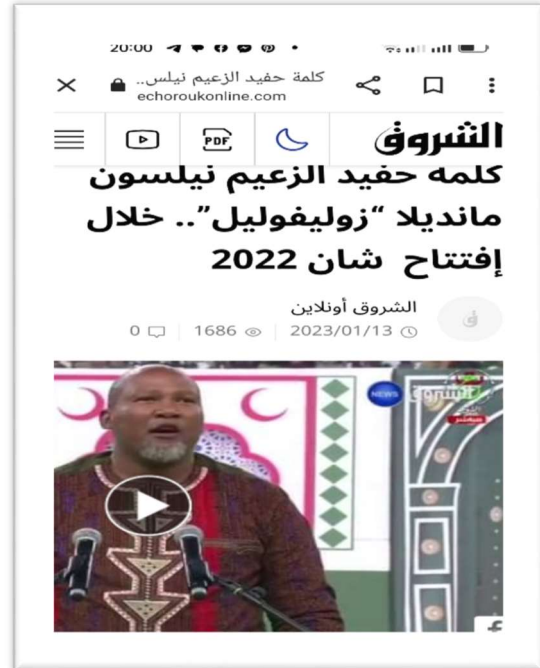 20:00
كلمة حفيد الزعيم نيلس..
echoroukonline.com
PDF
الشروق
كلمة حفيد الزعيم نيلسون
مانديلا “زوليفوليل”.. خلال
إفتتاح شان 2022
الشروق أونلاين
2023/01/13
1686
0
NEWS
الشروق
مباشر